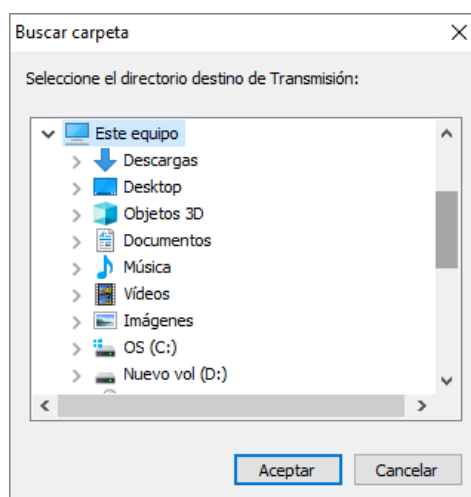 Buscar carpeta
Seleccione el directorio destino de Transmisión:
Este equipo
Descargas
Desktop
Objetos 3D
Documentos
Música
Vídeos
Imágenes
OS (C:)
Nuevo vol (D:)
Aceptar Cancelar